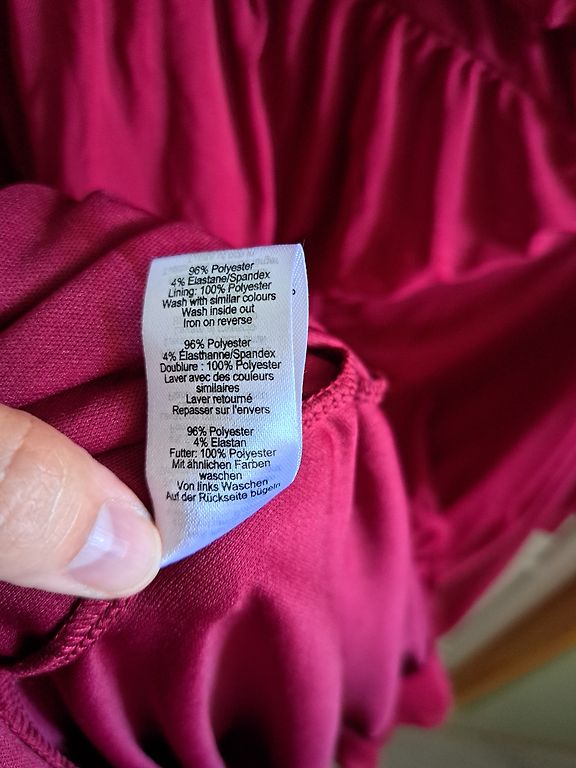 96% Polyester
4% Elastane/Spandex
Lining: 100% Polyester
Wash with similar colours
Wash inside out
Iron on reverse
96% Polyester
4% Élasthanne/Spandex
Doublure : 100% Polyester
Laver avec des couleurs
similaires
Laver retourné
Repasser sur l'envers
96% Polyester
4% Elastan
Futter: 100% Polyester
Mit ähnlichen Farben
waschen
Von links Waschen
Auf der Rückseite bügeln